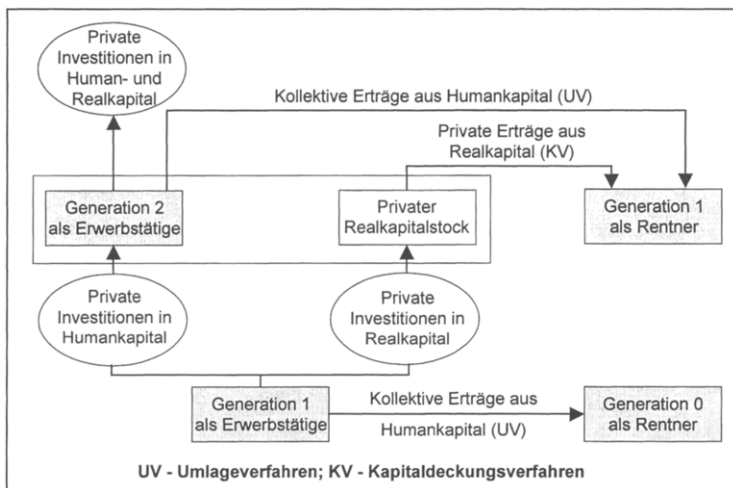 Private
Investitionen in
Human- und
Realkapital
Kollektive Erträge aus Humankapital (UV)
Private Erträge aus
Realkapital (KV)
Generation 2
als Erwerbstätige
Privater
Realkapitalstock
Generation 1
als Rentner
Private
Investitionen in
Humankapital
Private
Investitionen in
Realkapital
Generation 1
als Erwerbstätige
Kollektive Erträge aus
Humankapital (UV)
Generation 0
als Rentner
UV - Umlageverfahren; KV - Kapitaldeckungsverfahren